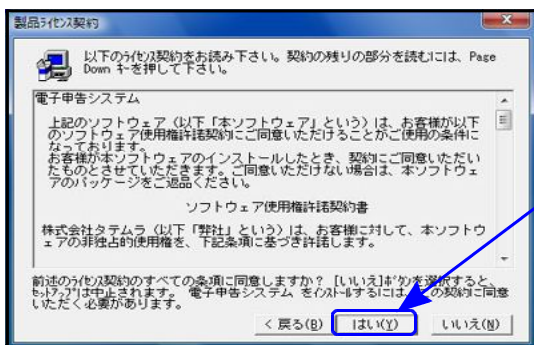 製品ﾗｲｾﾝｽ契約
以下のﾗｲｾﾝｽ契約をお読み下さい。契約の残りの部分を読むには、Page
Down ｷｰを押して下さい。
電子申告システム
上記のソフトウェア（以下「本ソフトウェア」という）は、お客様が以下
のソフトウェア使用権許諾契約にご同意いただけることがご使用の条件に
なっております。
お客様が本ソフトウェアのインストールしたとき、契約にご同意いただい
たものとさせていただきます。ご同意いただけない場合は、本ソフトウェ
アのパッケージをご返品ください。
ソフトウェア使用権許諾契約書
株式会社タテムラ（以下「弊社」という）は、お客様に対して、本ソフトウ
ェアの非独占的使用権を、下記条項に基づき許諾します。
前述のﾗｲｾﾝｽ契約のすべての条項に同意しますか？［いいえ］ﾎﾞﾀﾝを選択すると、
ｾｯﾄｱｯﾌﾟは中止されます。 電子申告システム をｲﾝｽﾄｰﾙするには、この契約に同意
いただく必要があります。
< 戻る(B)
はい(Y)
いいえ(N)